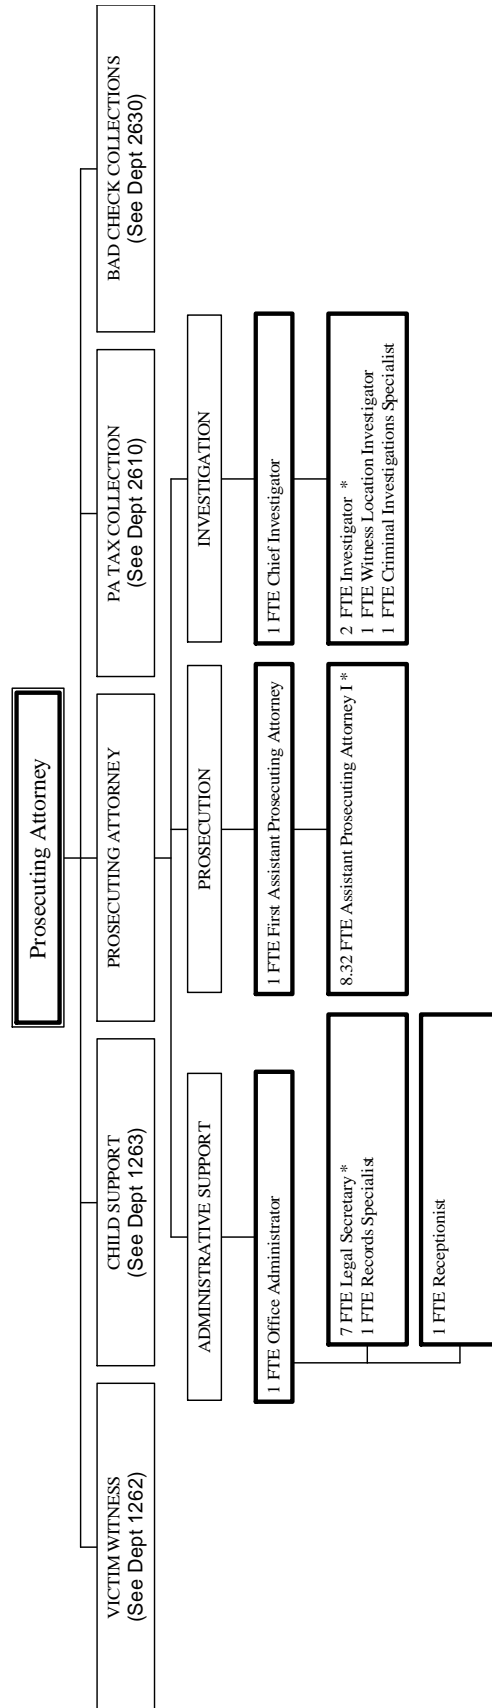 Prosecuting Attorney
VICTIM WITNESS
(See Dept 1262)
CHILD SUPPORT
(See Dept 1263)
PROSECUTING ATTORNEY
PA TAX COLLECTION
(See Dept 2610)
BAD CHECK COLLECTIONS
(See Dept 2630)
ADMINISTRATIVE SUPPORT
PROSECUTION
INVESTIGATION
1 FTE Office Administrator
1 FTE First Assistant Prosecuting Attorney
1 FTE Chief Investigator
7 FTE Legal Secretary *
1 FTE Records Specialist
8.32 FTE Assistant Prosecuting Attorney I *
2 FTE Investigator *
1 FTE Witness Location Investigator
1 FTE Criminal Investigations Specialist
1 FTE Receptionist